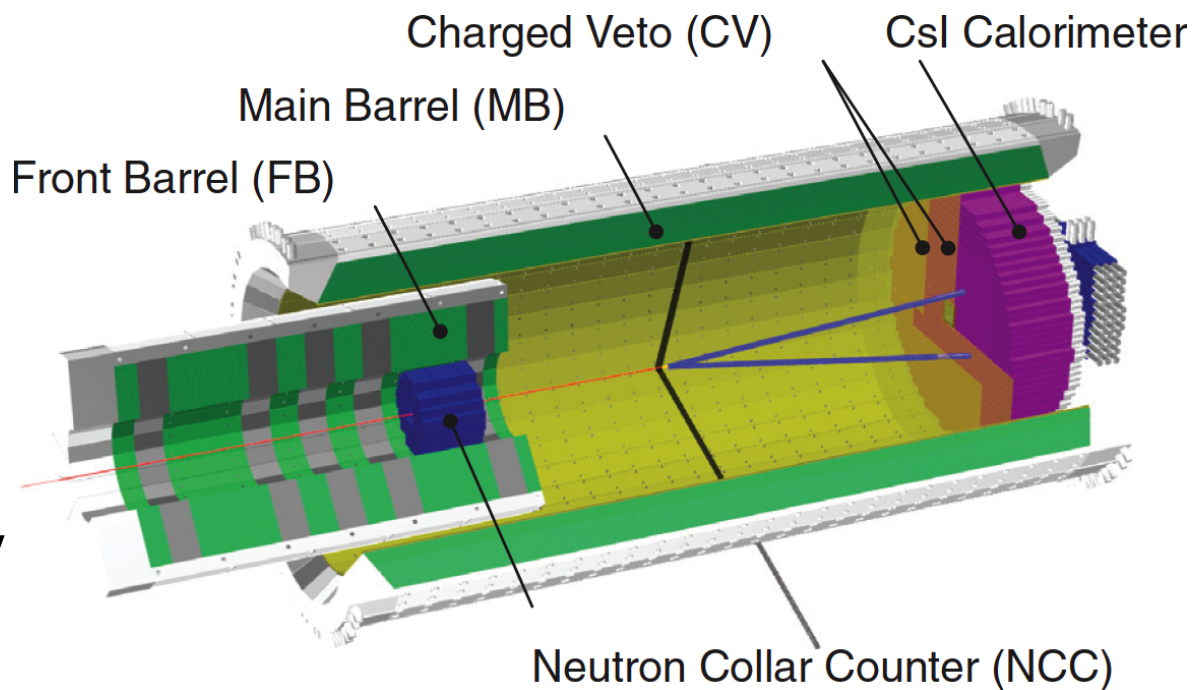 Charged Veto (CV)
CsI Calorimeter
Main Barrel (MB)
Front Barrel (FB)
Neutron Collar Counter (NCC)